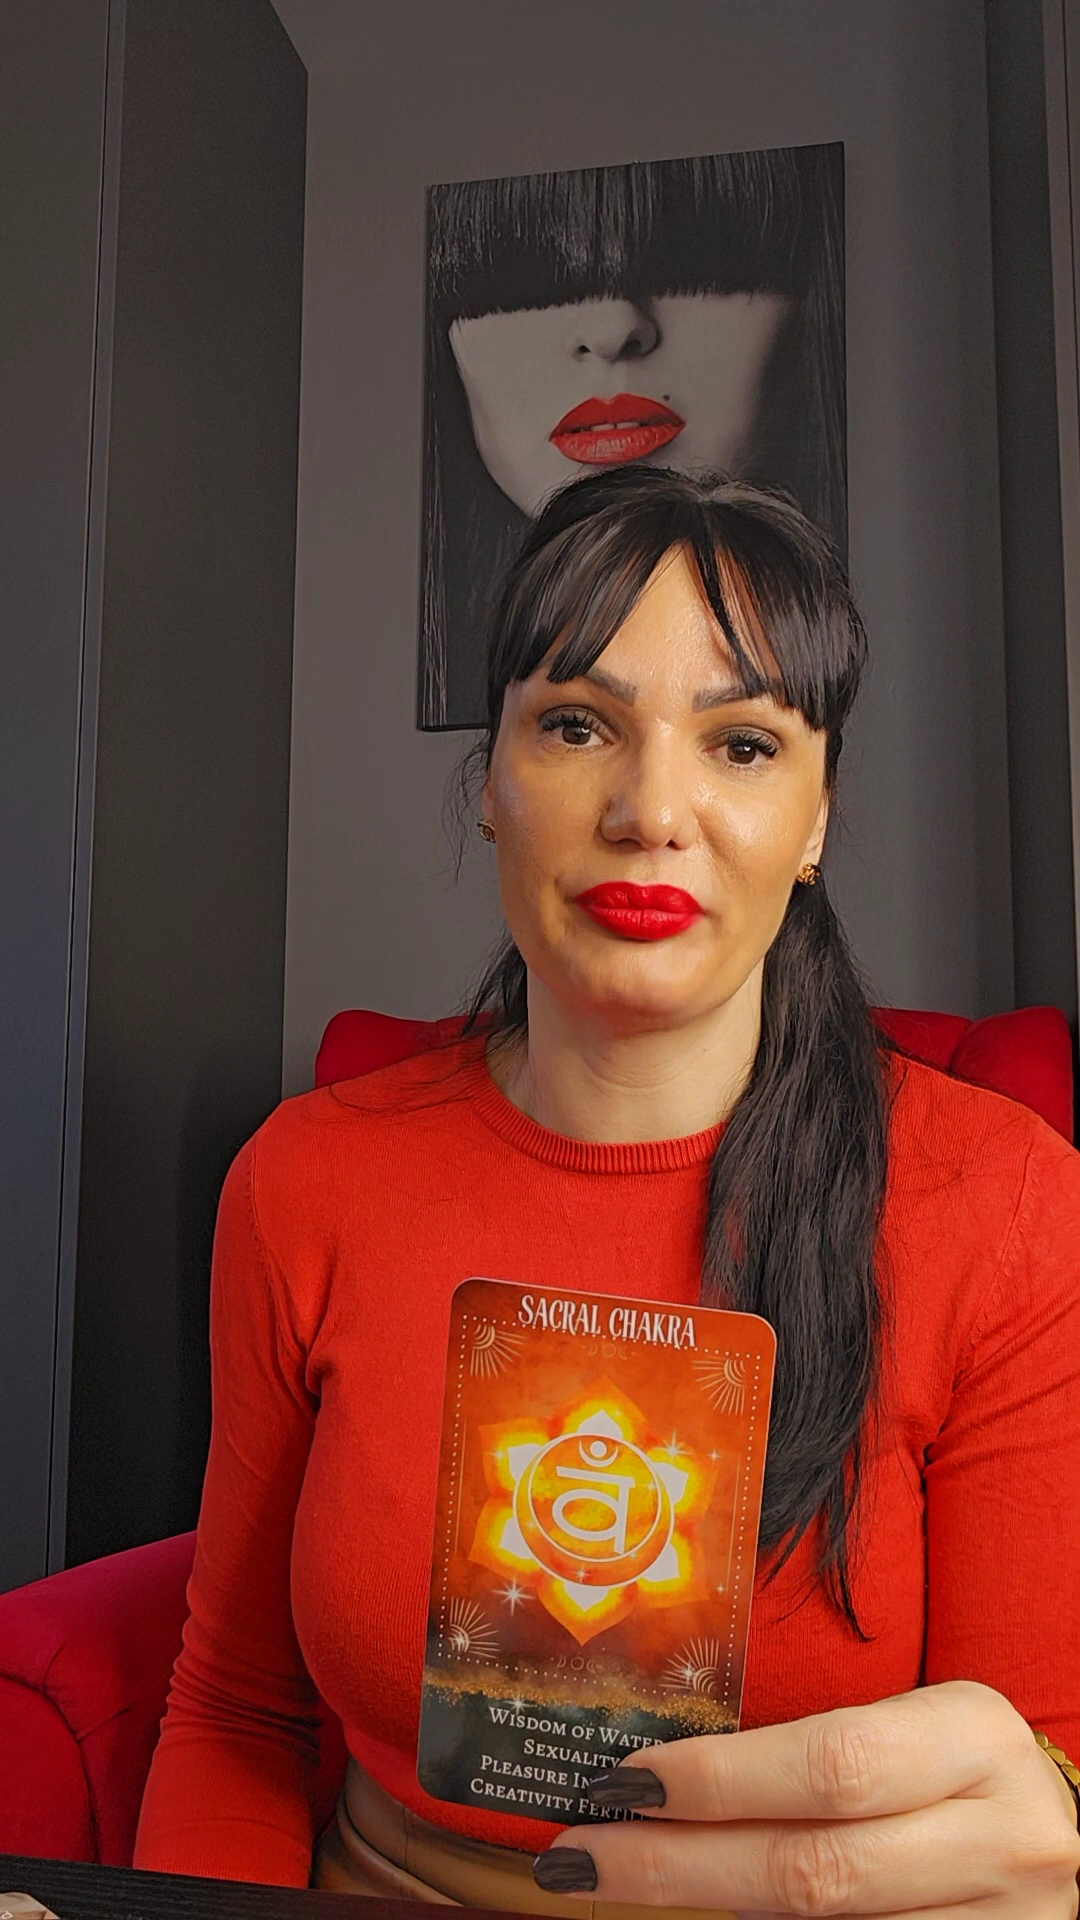 SACRAL CHAKRA
वं
WISDOM OF WATER
SEXUALITY
PLEASURE
CREATIVITY